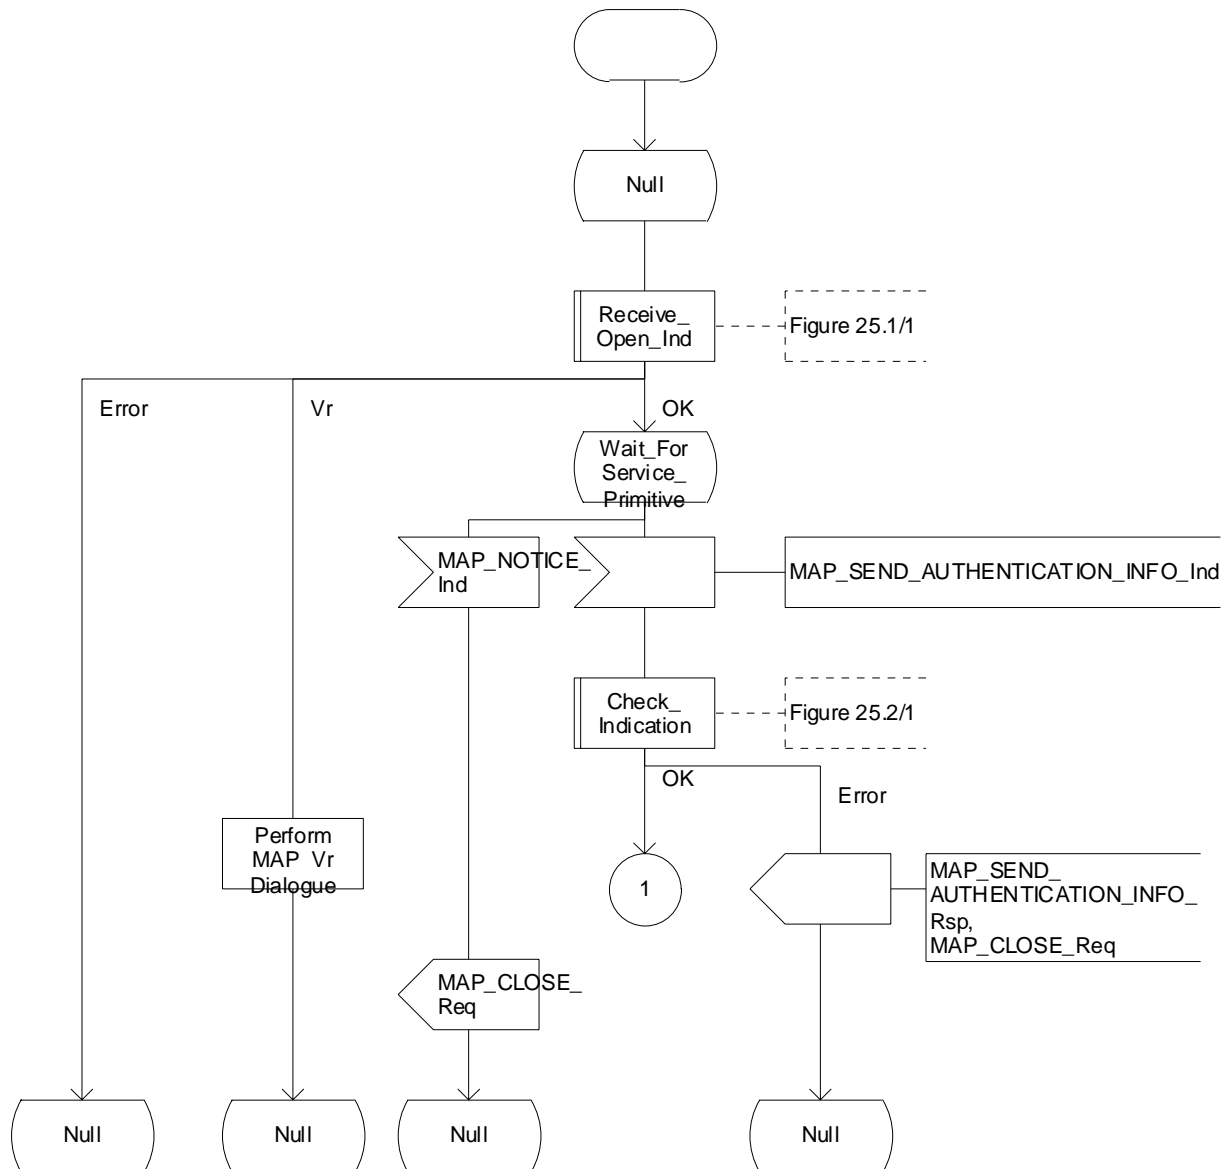 Null
Receive_
Open_Ind
Figure 25.1/1
Error
Vr
OK
Wait_For
Service_
Primitive
MAP_NOTICE_
Ind
MAP_SEND_AUTHENTICATION_INFO_Ind
Check_
Indication
Figure 25.2/1
OK
Error
Perform
MAP Vr
Dialogue
1
MAP_SEND_
AUTHENTICATION_INFO_
Rsp,
MAP_CLOSE_Req
MAP_CLOSE_
Req
Null
Null
Null
Null